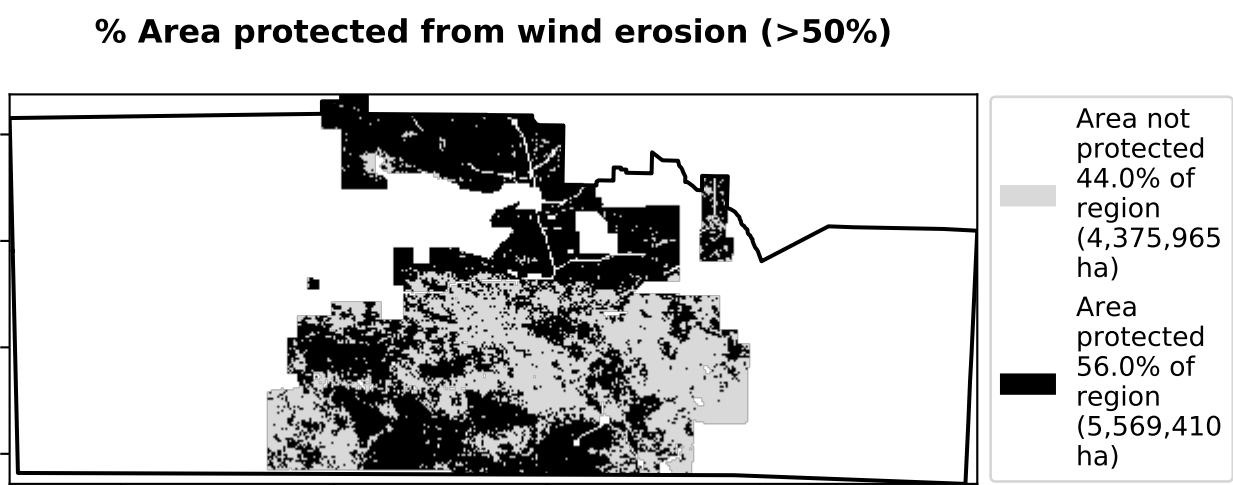 % Area protected from wind erosion (>50%)
Area not
protected
44.0% of
region
(4,375,965
ha)
Area
protected
56.0% of
region
(5,569,410
ha)